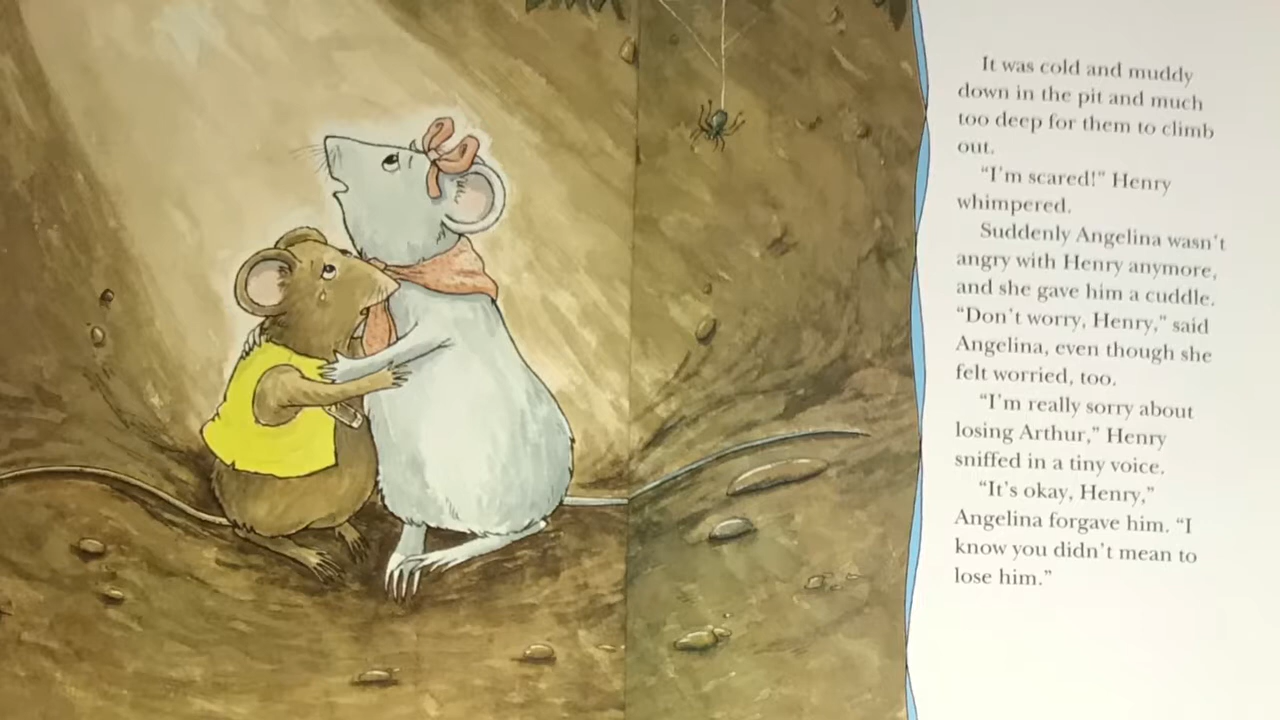 It was cold and muddy
down in the pit and much
too deep for them to climb
out.
“I’m scared!” Henry
whimpered.
Suddenly Angelina wasn’t
angry with Henry anymore,
and she gave him a cuddle.
“Don’t worry, Henry,” said
Angelina, even though she
felt worried, too.
“I’m really sorry about
losing Arthur,” Henry
sniffed in a tiny voice.
“It’s okay, Henry,”
Angelina forgave him. “I
know you didn’t mean to
lose him.”